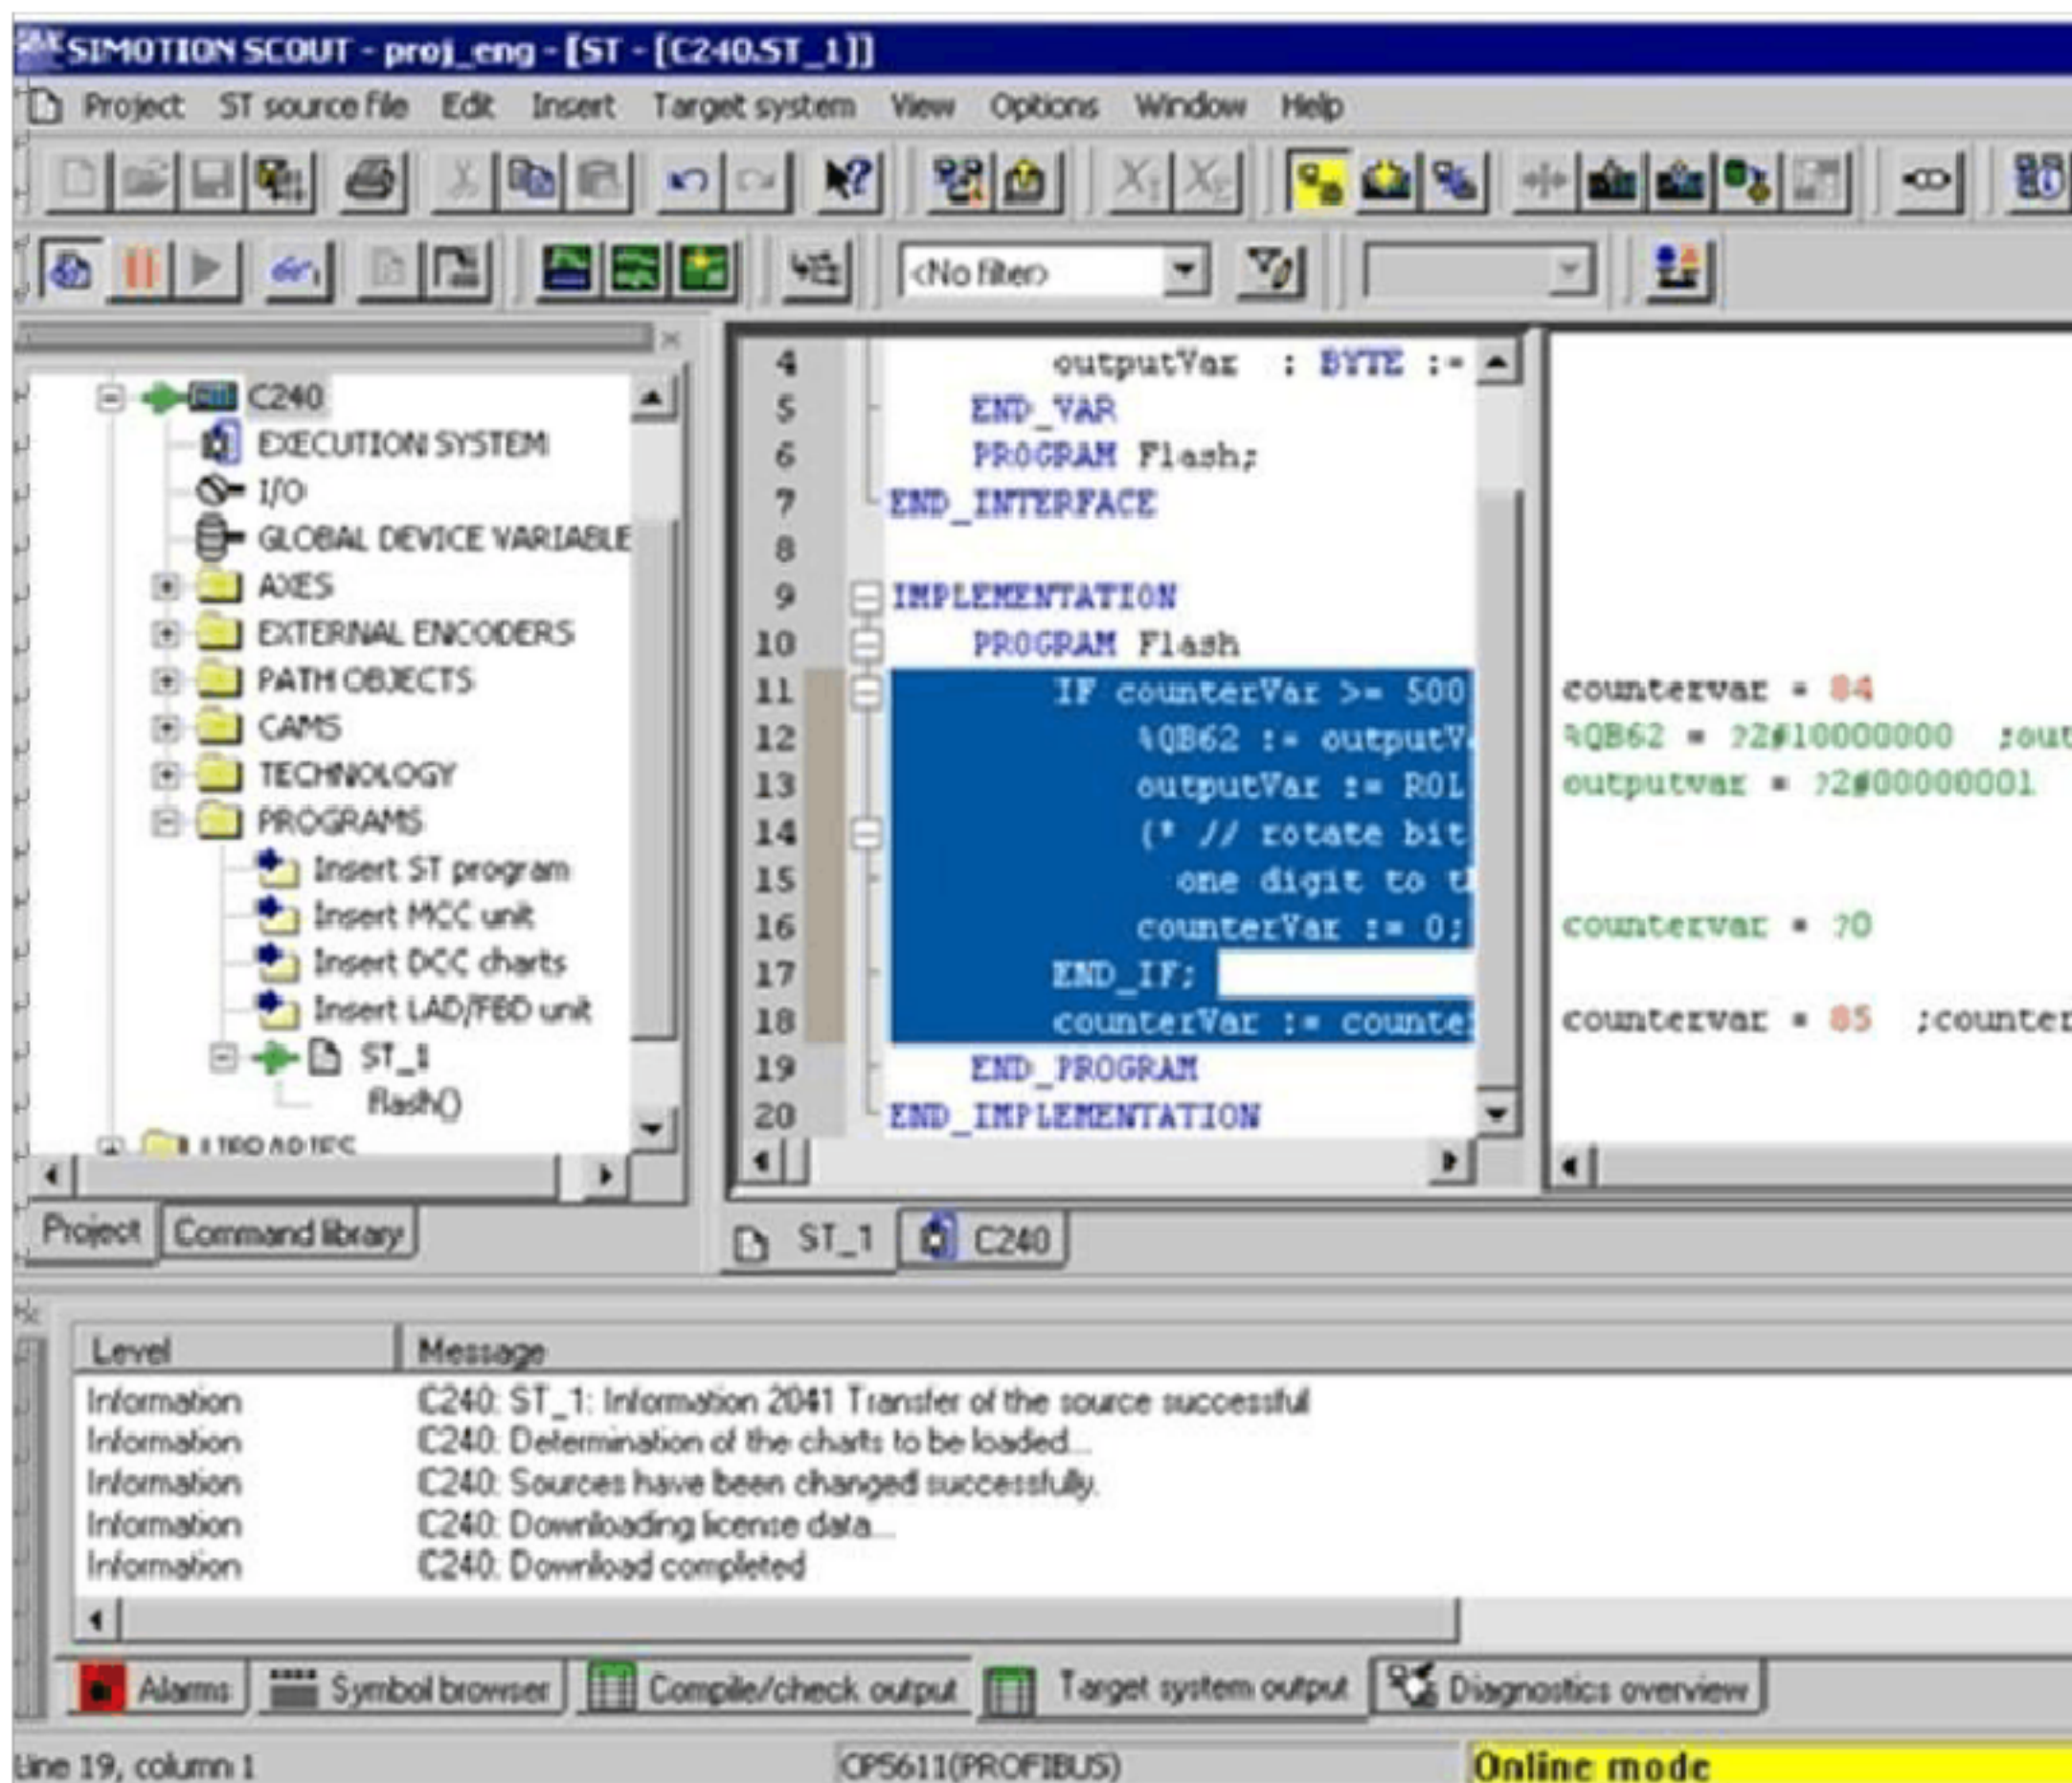 SIMOTION SCOUT - proj_eng - [ST - [C240.ST_1]]
Project ST source file Edit Insert Target system View Options Window Help
<No filter>
C240
EXECUTION SYSTEM
I/O
GLOBAL DEVICE VARIABLE
AXES
EXTERNAL ENCODERS
PATH OBJECTS
CAMS
TECHNOLOGY
PROGRAMS
Insert ST program
Insert MCC unit
Insert DCC charts
Insert LAD/FBD unit
ST_1
flash()
LIBRARIES
Project Command library
4 outputVar : BYTE :=
5 END_VAR
6 PROGRAM Flash;
7 END_INTERFACE
8
9 IMPLEMENTATION
10 PROGRAM Flash
11 IF counterVar >= 500
12 %QB62 := outputVa
13 outputVar := ROL
14 (* // rotate bit
15 one digit to th
16 counterVar := 0;
17 END_IF;
18 counterVar := counter
19 END_PROGRAM
20 END_IMPLEMENTATION
countervar = 84
%QB62 = ?2#10000000 ;out
outputvar = ?2#00000001
countervar = ?0
countervar = 85 ;counter
ST_1 C240
Level Message
Information C240: ST_1: Information 2041 Transfer of the source successful
Information C240: Determination of the charts to be loaded...
Information C240: Sources have been changed successfully.
Information C240: Downloading license data...
Information C240: Download completed
Alarms Symbol browser Compile/check output Target system output Diagnostics overview
Line 19, column 1 CP5611(PROFIBUS) Online mode